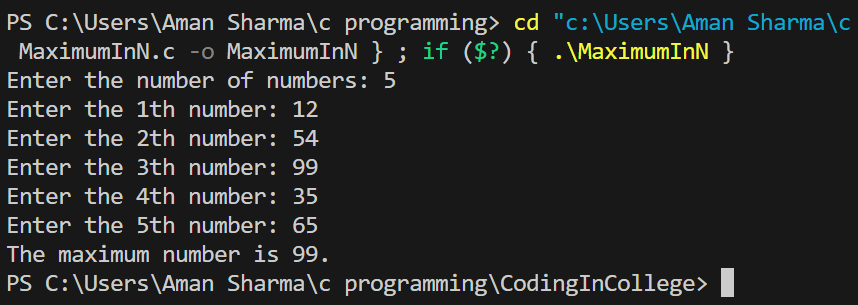 PS C:\Users\Aman Sharma\c programming> cd "c:\Users\Aman Sharma\c
MaximumInN.c -o MaximumInN } ; if ($?) { .\MaximumInN }
Enter the number of numbers: 5
Enter the 1th number: 12
Enter the 2th number: 54
Enter the 3th number: 99
Enter the 4th number: 35
Enter the 5th number: 65
The maximum number is 99.
PS C:\Users\Aman Sharma\c programming\CodingInCollege>